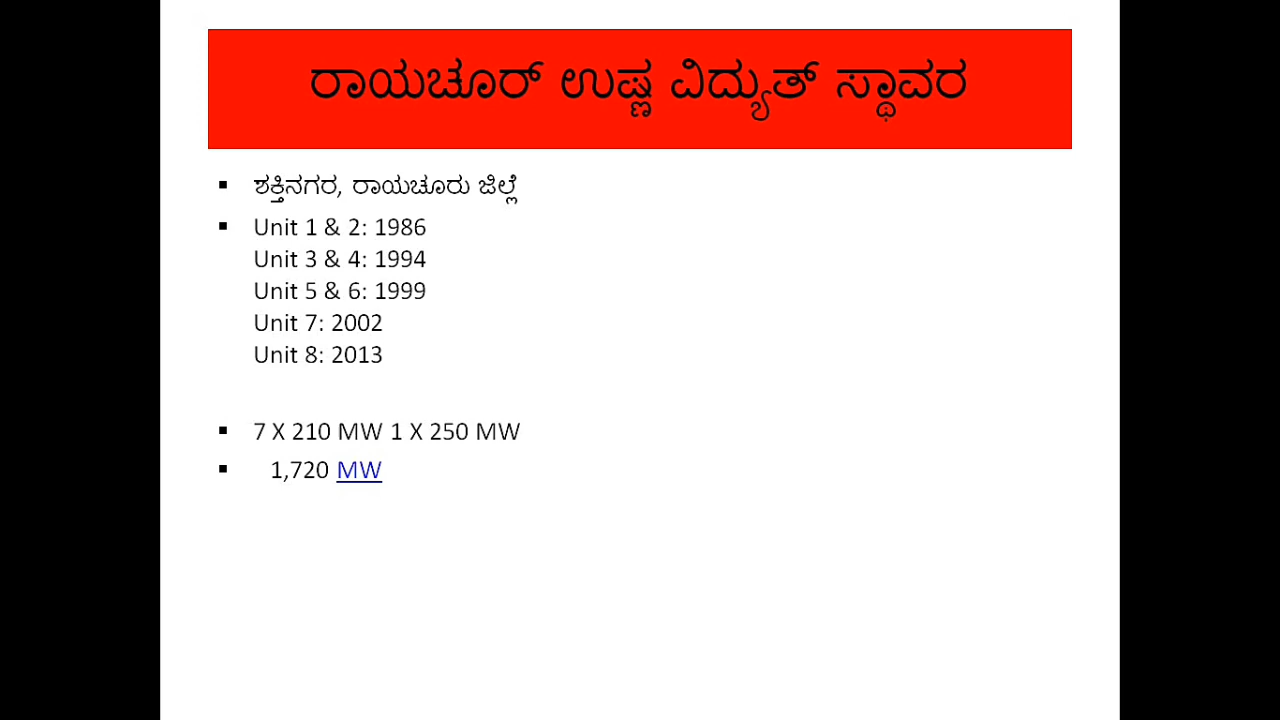 ರಾಯಚೂರ್ ಉಷ್ಣ ವಿದ್ಯುತ್ ಸ್ಥಾವರ
ಶಕ್ತಿನಗರ, ರಾಯಚೂರು ಜಿಲ್ಲೆ
Unit 1 & 2: 1986
Unit 3 & 4: 1994
Unit 5 & 6: 1999
Unit 7: 2002
Unit 8: 2013
7 X 210 MW 1 X 250 MW
1,720 MW